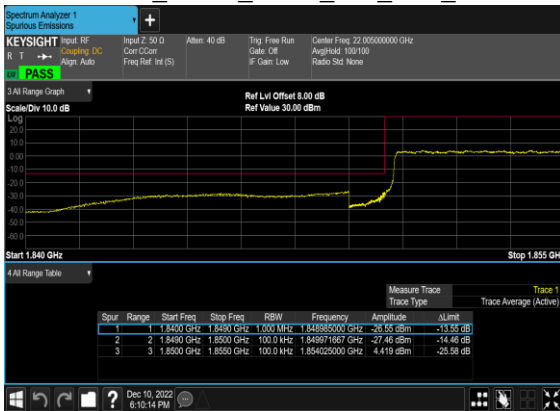 Spectrum Analyzer 1
Spurious Emissions
KEYSIGHT Input: RF Input Z: 50 Ω Atten: 40 dB Trig: Free Run Center Freq: 22.005000000 GHz
R T Coupling: DC Corr CCorr Gate: Off Avg|Hold: 100/100
Align: Auto Freq Ref: Int (S) IF Gain: Low Radio Std: None
PASS
3 All Range Graph
Ref Lvl Offset 8.00 dB
Scale/Div 10.0 dB Ref Value 30.00 dBm
Log
20.0
10.0
0.00
-10.0
-20.0
-30.0
-40.0
-50.0
-60.0
Start 1.840 GHz Stop 1.855 GH
4 All Range Table
Measure Trace Trace 1
Trace Type Trace Average (Active)
Spur Range Start Freq Stop Freq RBW Frequency Amplitude ΔLimit
1 1 1.8400 GHz 1.8490 GHz 1.000 MHz 1.848985000 GHz -26.55 dBm -13.55 dB
2 2 1.8490 GHz 1.8500 GHz 100.0 kHz 1.849971667 GHz -27.46 dBm -14.46 dB
3 3 1.8500 GHz 1.8550 GHz 100.0 kHz 1.854025000 GHz 4.419 dBm -25.58 dB
Dec 10, 2022
6:10:14 PM